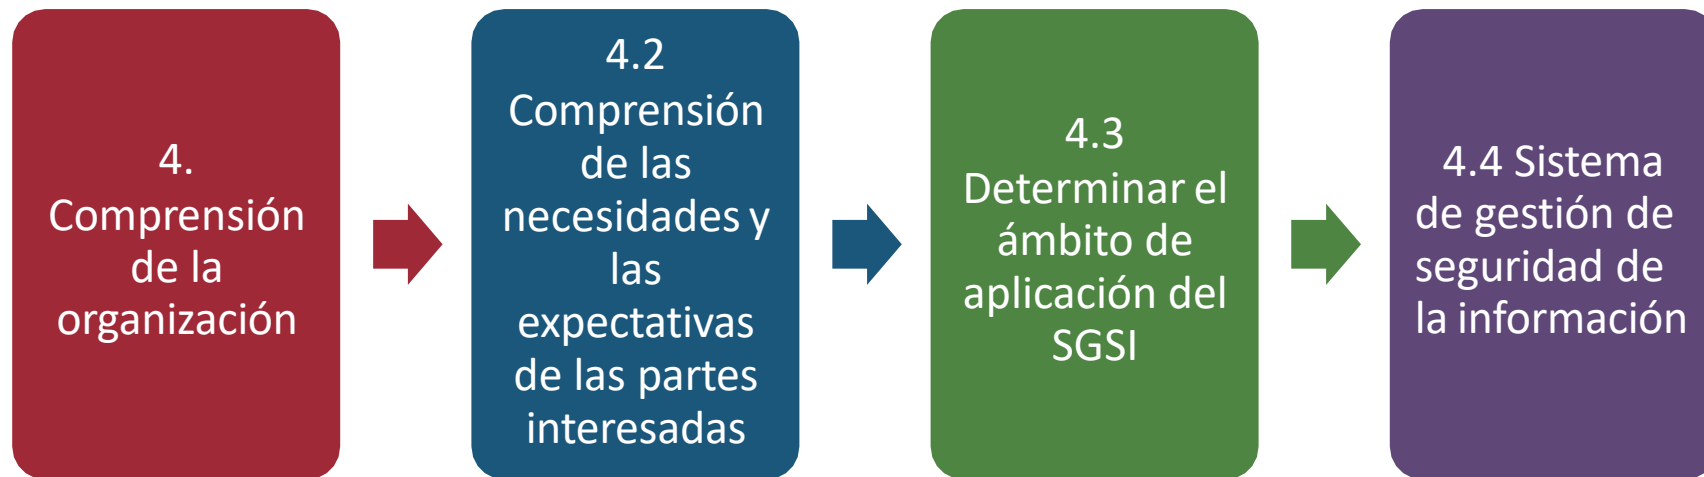 4.
Comprensión
de la
organización
4.2
Comprensión
de las
necesidades y
las
expectativas
de las partes
interesadas
4.3
Determinar el
ámbito de
aplicación del
SGSI
4.4 Sistema
de gestión de
seguridad de
la información